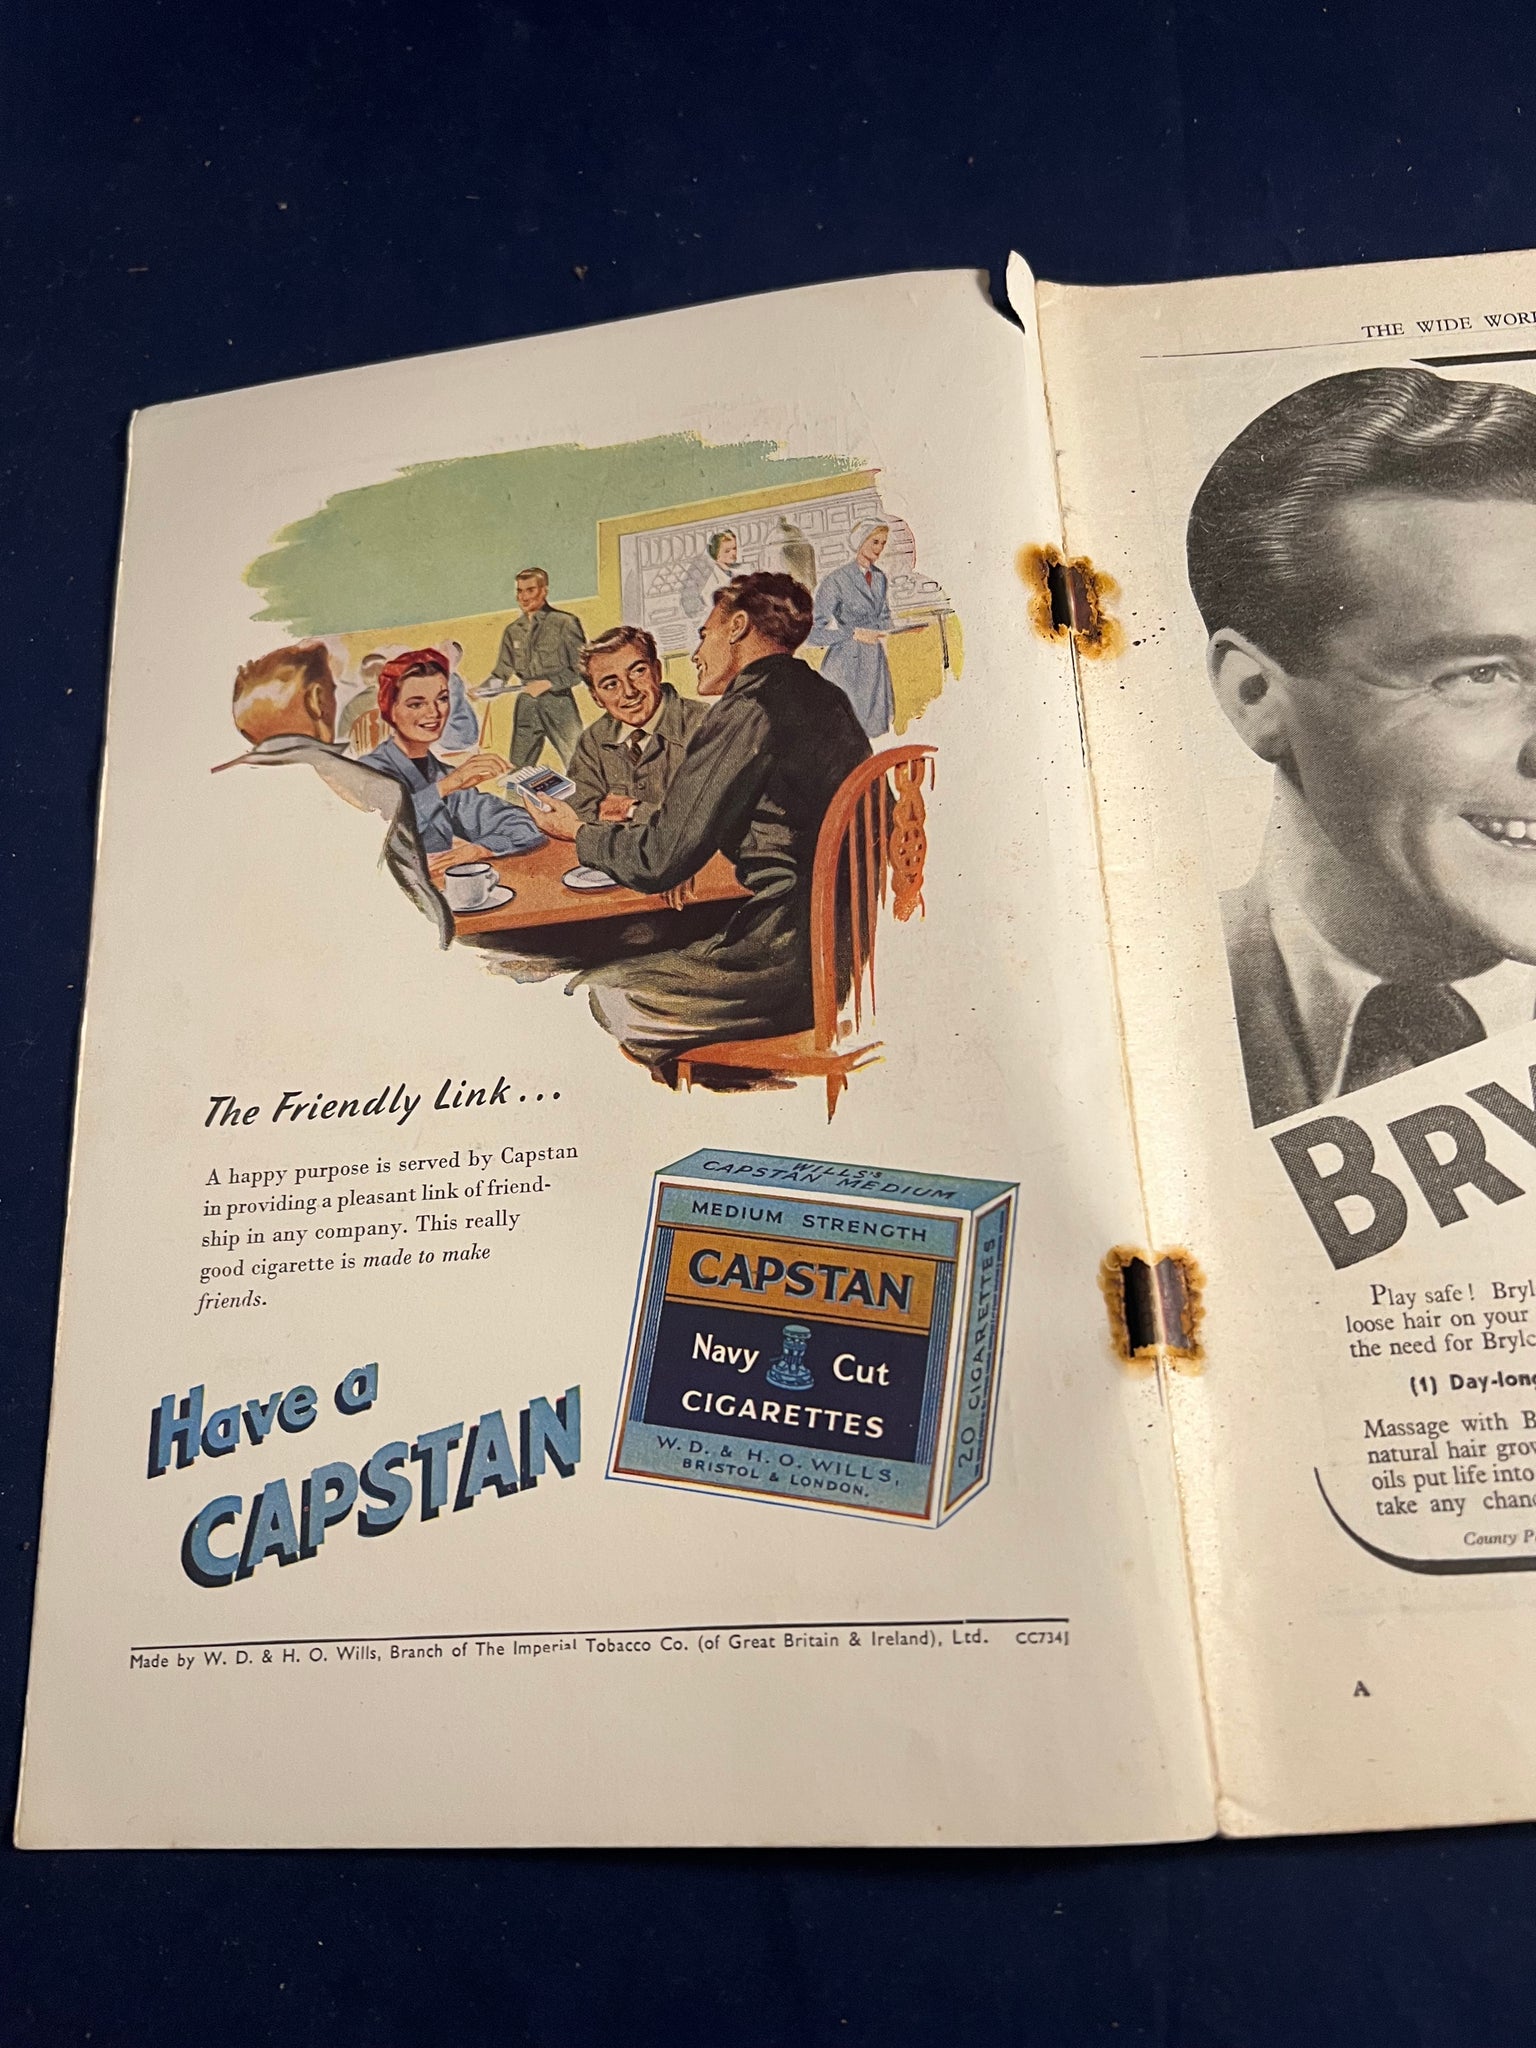 The Friendly Link...
A happy purpose is served by Capstan
in providing a pleasant link of friend-
ship in any company. This really
good cigarette is made to make
friends.
Have a
CAPSTAN
WILLS'S
CAPSTAN MEDIUM
MEDIUM STRENGTH
CAPSTAN
Navy Cut
CIGARETTES
W. D. & H. O. WILLS,
BRISTOL & LONDON.
20 CIGARETTES
Made by W. D. & H. O. Wills, Branch of The Imperial Tobacco Co. (of Great Britain & Ireland), Ltd. CC734J
THE WIDE WORL
BRY
Play safe! Bryl
loose hair on your
the need for Brylc
(1) Day-long
Massage with B
natural hair grow
oils put life into
take any chanc
County P
A